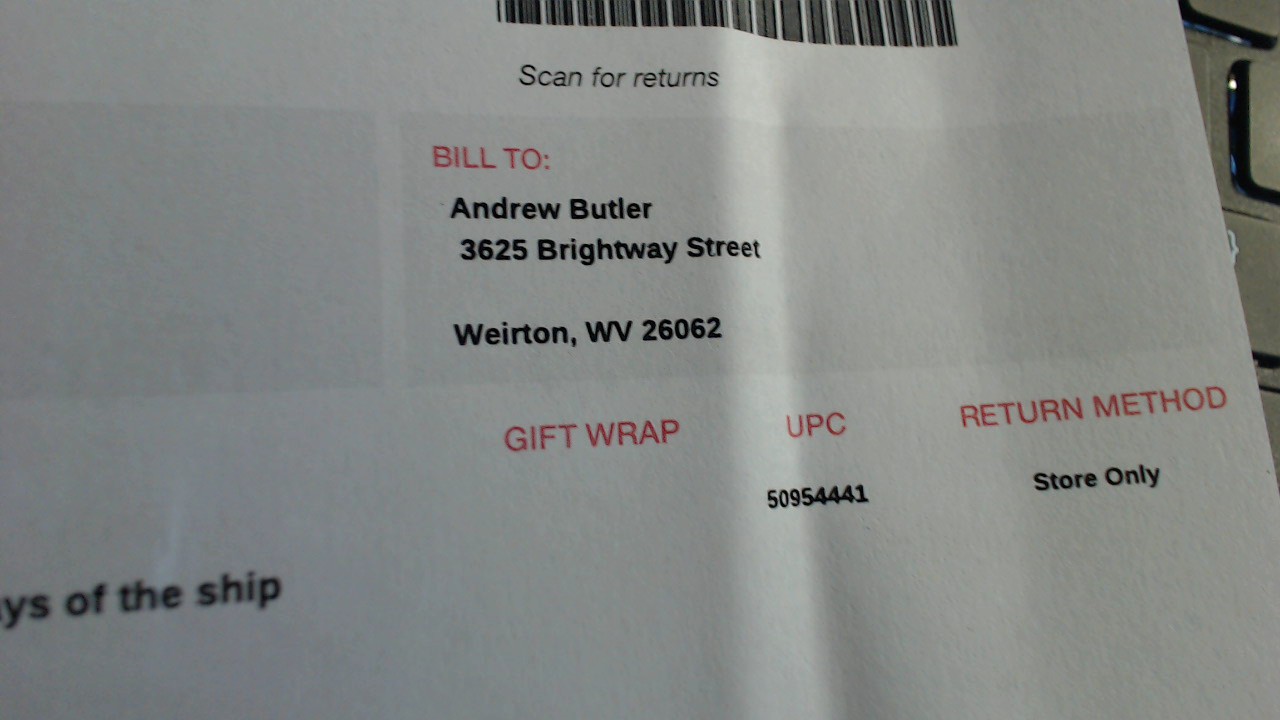 Scan for returns
BILL TO:
Andrew Butler
3625 Brightway Street
Weirton, WV 26062
GIFT WRAP UPC RETURN METHOD
50954441 Store Only
of the ship